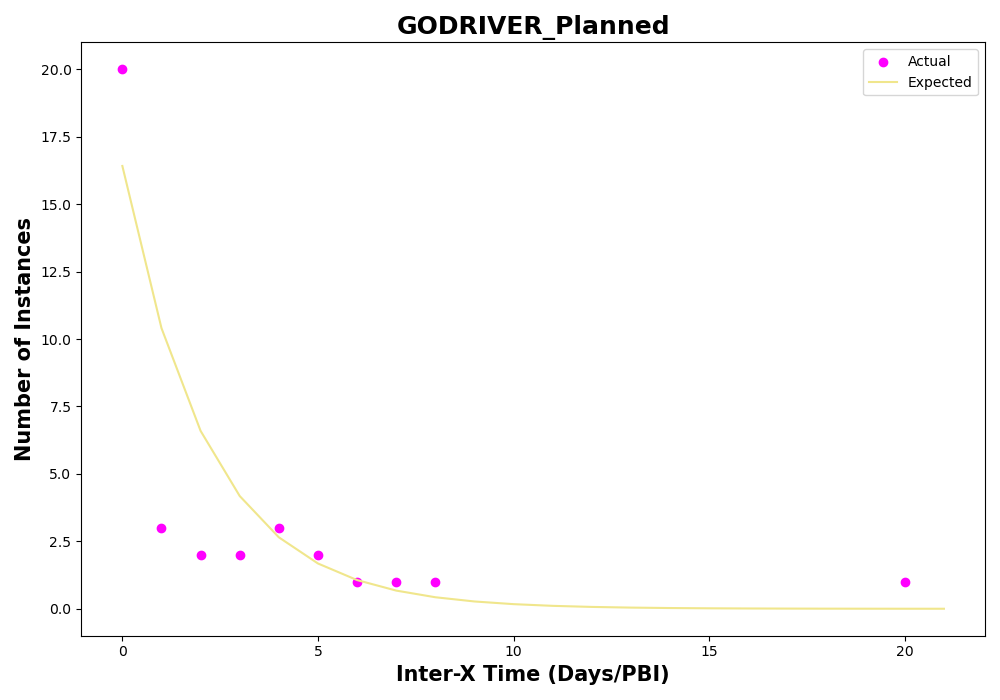 GODRIVER_Planned
Actual
Expected
20.0
17.5
15.0
12.5
10.0
7.5
5.0
2.5
0.0
Number of Instances
0
5
10
15
20
Inter-X Time (Days/PBI)